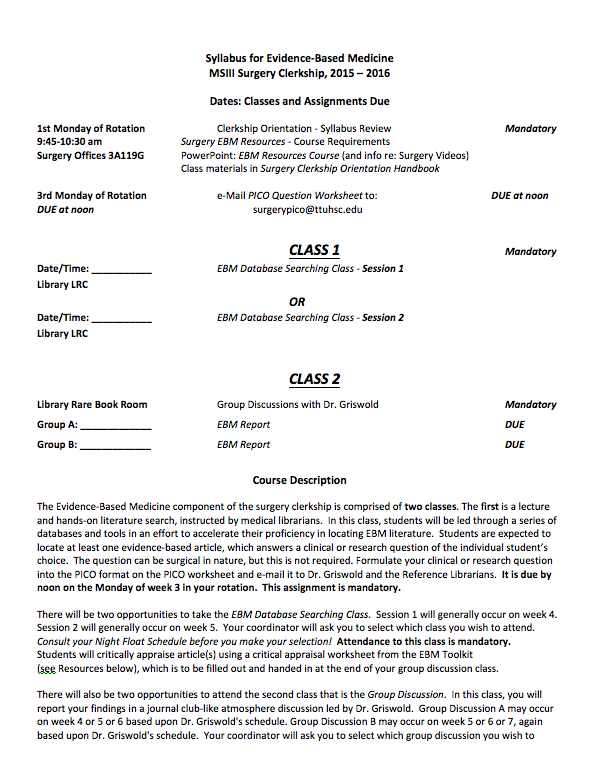 Syllabus for Evidence-Based Medicine
MSIII Surgery Clerkship, 2015 – 2016
Dates: Classes and Assignments Due
1st Monday of Rotation Clerkship Orientation - Syllabus Review Mandatory
9:45-10:30 am Surgery EBM Resources - Course Requirements
Surgery Offices 3A119G PowerPoint: EBM Resources Course (and info re: Surgery Videos)
Class materials in Surgery Clerkship Orientation Handbook
3rd Monday of Rotation e-Mail PICO Question Worksheet to: DUE at noon
DUE at noon surgerypico@ttuhsc.edu
CLASS 1 Mandatory
Date/Time: ___________ EBM Database Searching Class - Session 1
Library LRC
OR
Date/Time: ___________ EBM Database Searching Class - Session 2
Library LRC
CLASS 2
Library Rare Book Room Group Discussions with Dr. Griswold Mandatory
Group A: _____________ EBM Report DUE
Group B: _____________ EBM Report DUE
Course Description
The Evidence-Based Medicine component of the surgery clerkship is comprised of two classes. The first is a lecture
and hands-on literature search, instructed by medical librarians. In this class, students will be led through a series of
databases and tools in an effort to accelerate their proficiency in locating EBM literature. Students are expected to
locate at least one evidence-based article, which answers a clinical or research question of the individual student's
choice. The question can be surgical in nature, but this is not required. Formulate your clinical or research question
into the PICO format on the PICO worksheet and e-mail it to Dr. Griswold and the Reference Librarians. It is due by
noon on the Monday of week 3 in your rotation. This assignment is mandatory.
There will be two opportunities to take the EBM Database Searching Class. Session 1 will generally occur on week 4.
Session 2 will generally occur on week 5. Your coordinator will ask you to select which class you wish to attend.
Consult your Night Float Schedule before you make your selection! Attendance to this class is mandatory.
Students will critically appraise article(s) using a critical appraisal worksheet from the EBM Toolkit
(see Resources below), which is to be filled out and handed in at the end of your group discussion class.
There will also be two opportunities to attend the second class that is the Group Discussion. In this class, you will
report your findings in a journal club-like atmosphere discussion led by Dr. Griswold. Group Discussion A may occur
on week 4 or 5 or 6 based upon Dr. Griswold's schedule. Group Discussion B may occur on week 5 or 6 or 7, again
based upon Dr. Griswold's schedule. Your coordinator will ask you to select which group discussion you wish to